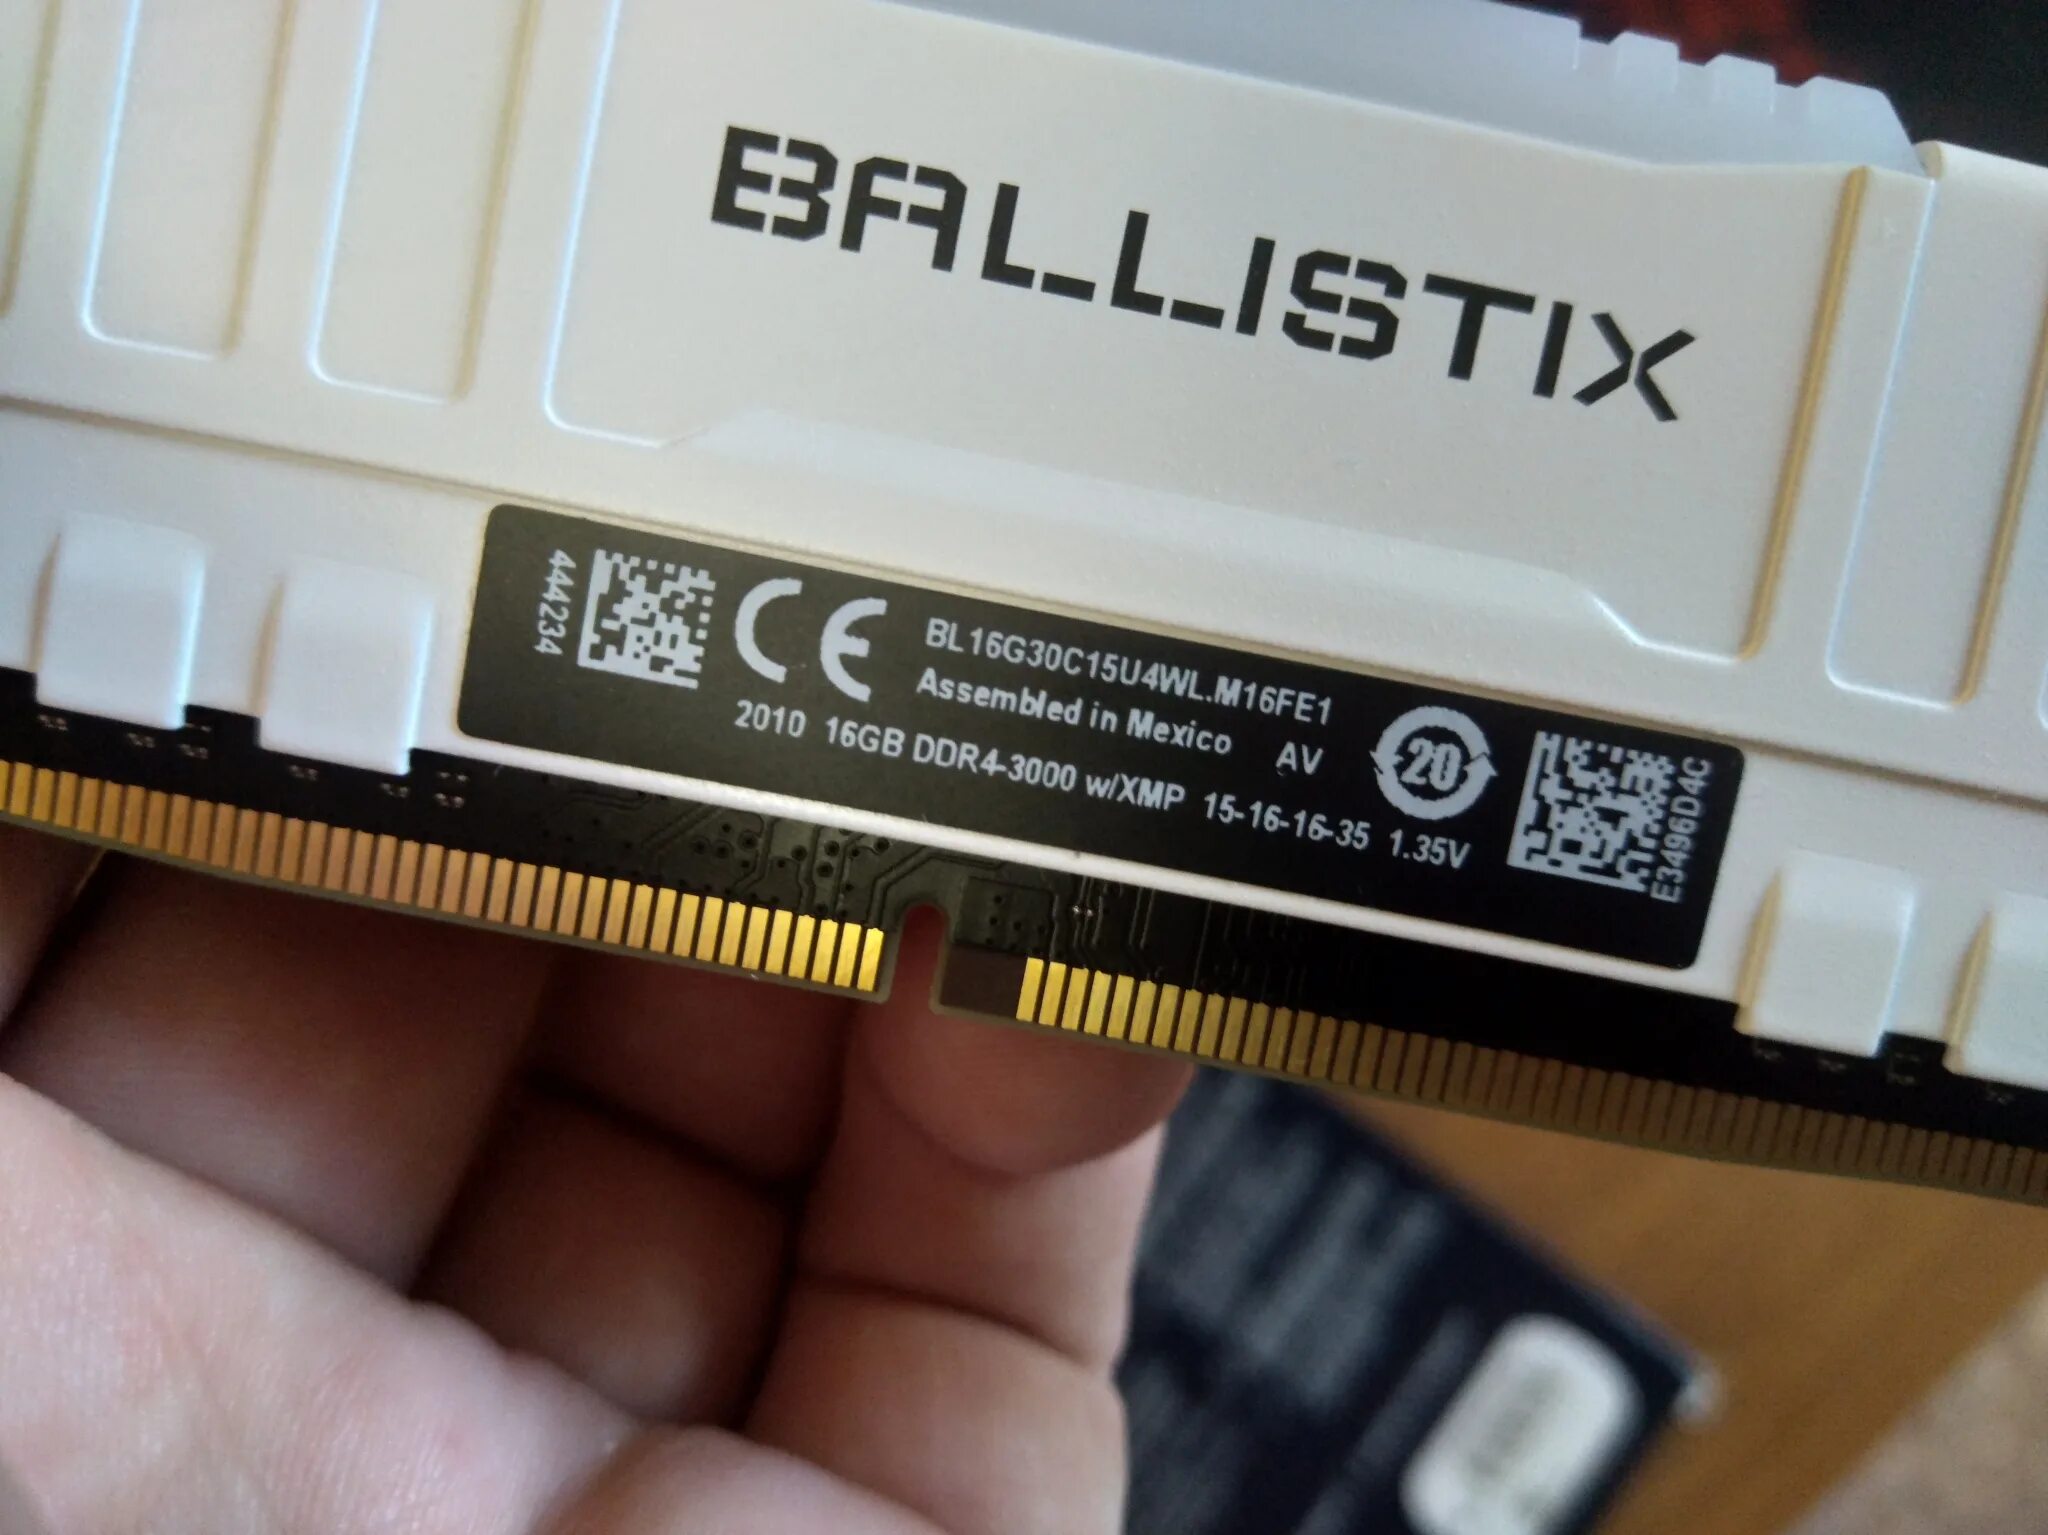 BALLISTIX
444234
CE
BL16G30C15U4WL.M16FE1
Assembled in Mexico AV
2010 16GB DDR4-3000 w/XMP 15-16-16-35 1.35V
20
E3496D4C